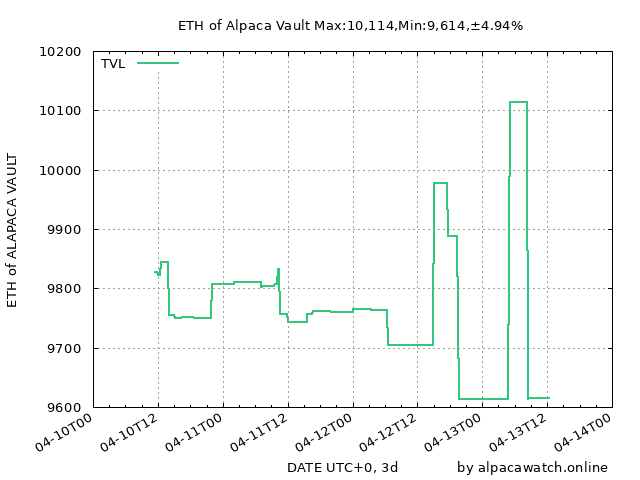 ETH of Alpaca Vault Max:10,114,Min:9,614,±4.94%
TVL
10200
10100
10000
9900
9800
9700
9600
ETH of ALAPACA VAULT
04-10T00
04-10T12
04-11T00
04-11T12
04-12T00
04-12T12
04-13T00
04-13T12
04-14T00
DATE UTC+0, 3d
by alpacawatch.online